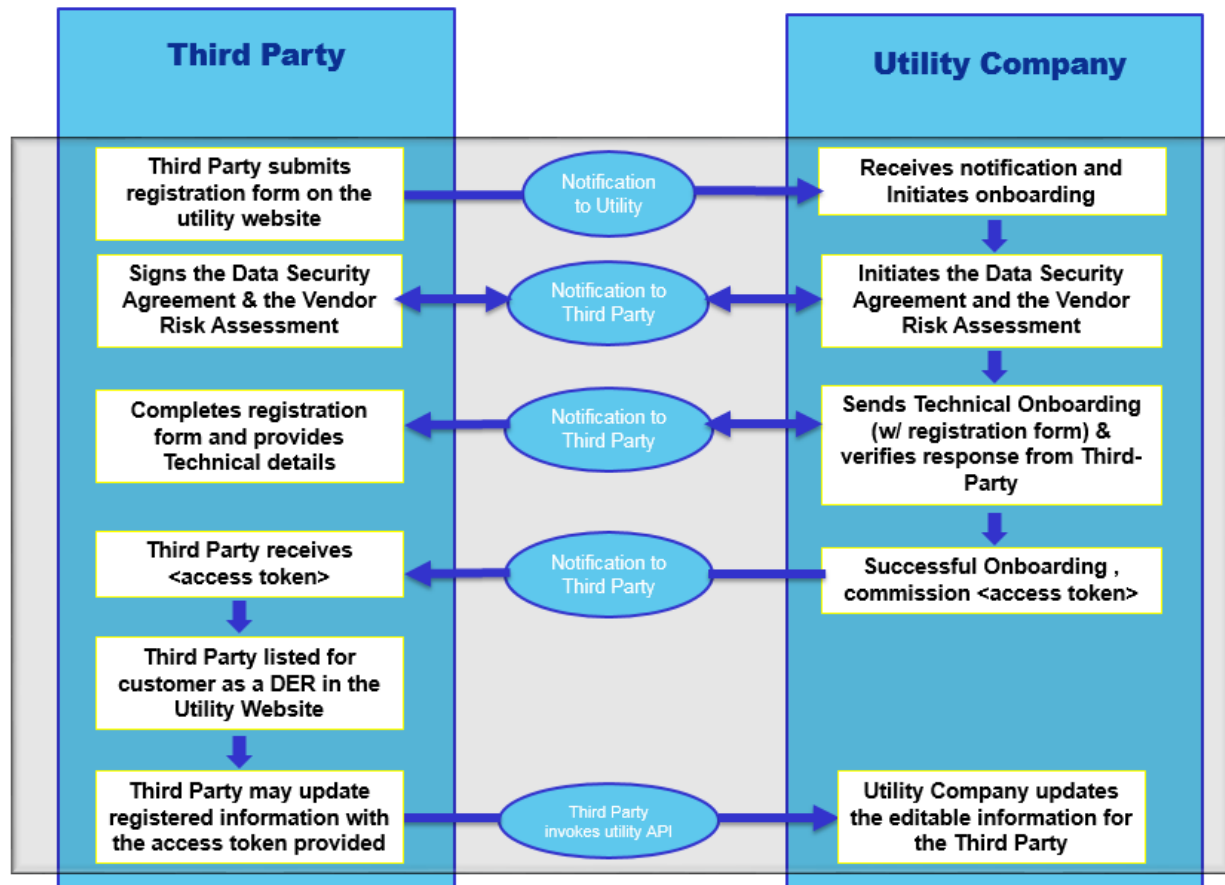 Third Party
Utility Company
Third Party submits
registration form on the
utility website
Notification
to Utility
Receives notification and
Initiates onboarding
Signs the Data Security
Agreement & the Vendor
Risk Assessment
Notification to
Third Party
Initiates the Data Security
Agreement and the Vendor
Risk Assessment
Completes registration
form and provides
Technical details
Notification to
Third Party
Sends Technical Onboarding
(w/ registration form) &
verifies response from Third-
Party
Third Party receives
<access token>
Notification to
Third Party
Successful Onboarding ,
commission <access token>
Third Party listed for
customer as a DER in the
Utility Website
Third Party may update
registered information with
the access token provided
Third Party
invokes utility API
Utility Company updates
the editable information for
the Third Party